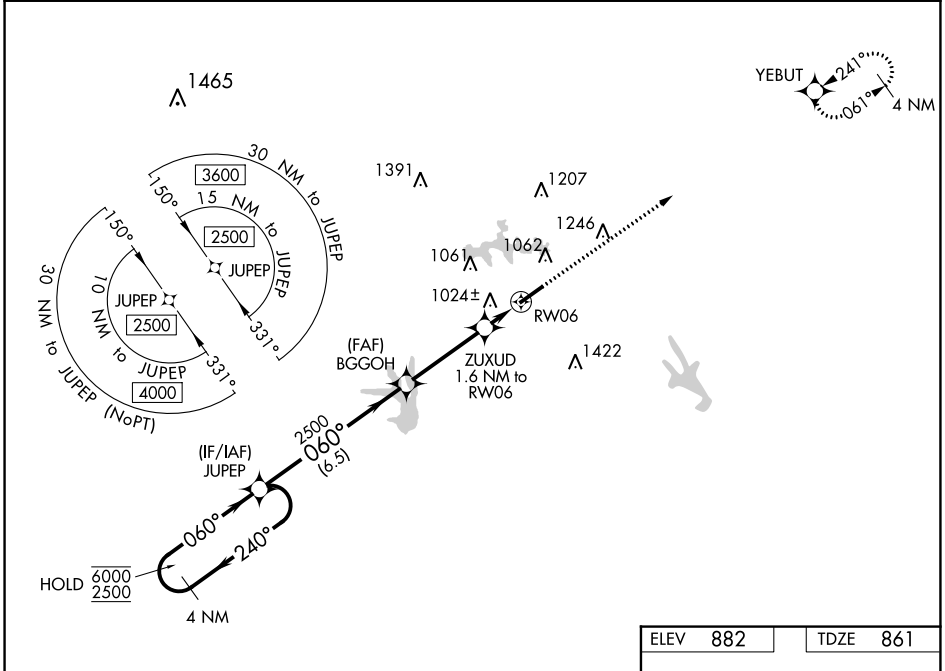 1465
YEBUT
241°
061°
4 NM
30 NM to JUPEP
3600
150°
15 NM to JUPEP
2500
JUPEP
331°
1391
1207
1246
1061
1062
1024±
RW06
150°
30 NM to JUPEP (NoPT)
10 NM to JUPEP
JUPEP
2500
4000
331°
(FAF)
BGGOH
ZUXUD
1.6 NM to
RW06
1422
2500
060°
(6.5)
(IF/IAF)
JUPEP
060°
240°
HOLD 6000
2500
4 NM
ELEV 882
TDZE 861